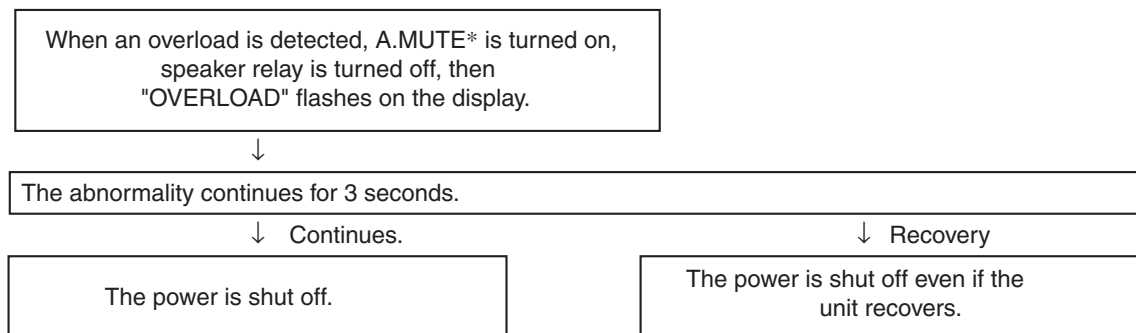 When an overload is detected, A.MUTE* is turned on,
speaker relay is turned off, then
"OVERLOAD" flashes on the display.
↓
The abnormality continues for 3 seconds.
↓ Continues.
↓ Recovery
The power is shut off.
The power is shut off even if the
unit recovers.